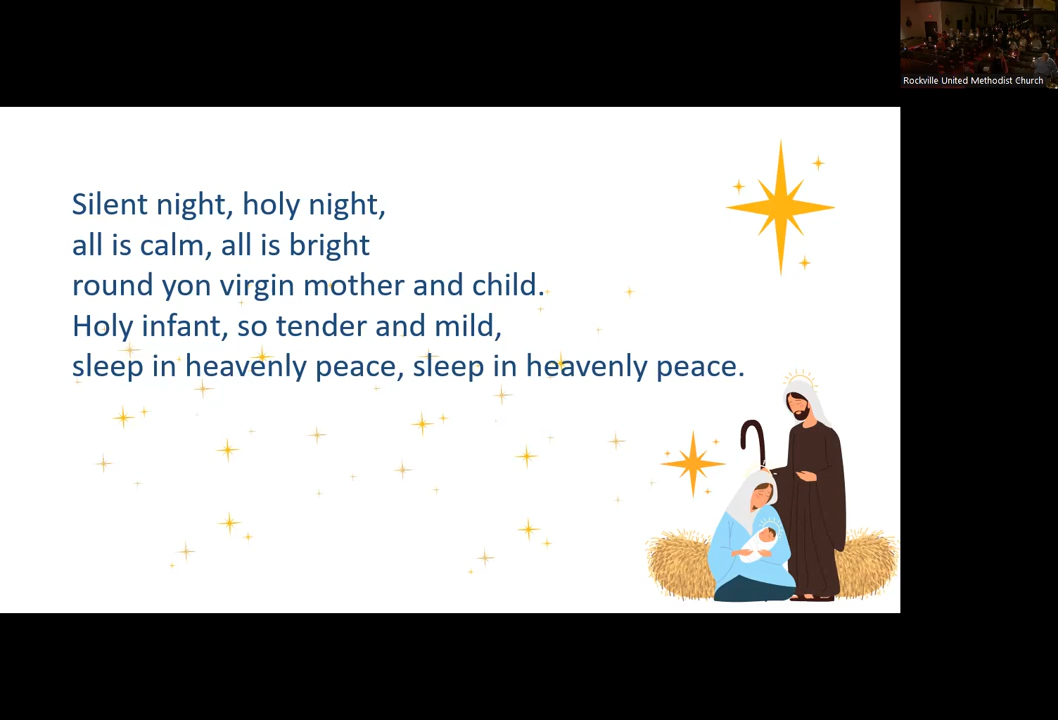 Rockville United Methodist Church
Silent night, holy night,
all is calm, all is bright
round yon virgin mother and child.
Holy infant, so tender and mild,
sleep in heavenly peace, sleep in heavenly peace.